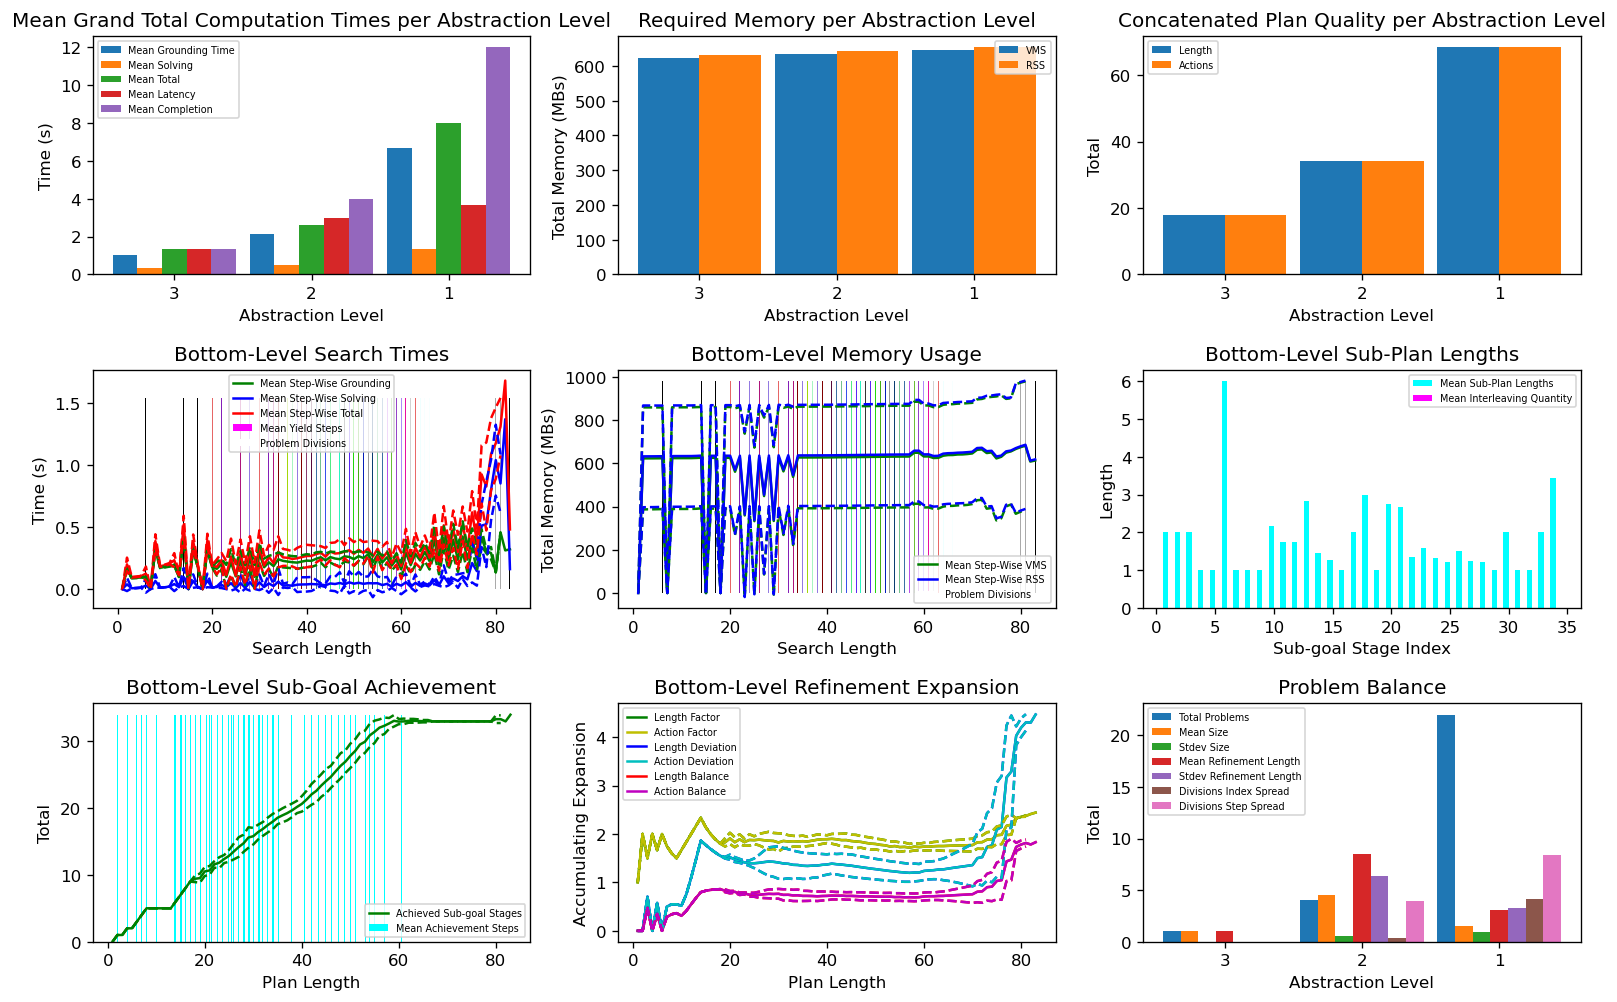 Mean Grand Total Computation Times per Abstraction Level
Time (s)
12
10
8
6
4
2
0
Mean Grounding Time
Mean Solving
Mean Total
Mean Latency
Mean Completion
3 2 1
Abstraction Level
Required Memory per Abstraction Level
Total Memory (MBs)
600
500
400
300
200
100
0
VMS
RSS
3 2 1
Abstraction Level
Concatenated Plan Quality per Abstraction Level
Total
60
40
20
0
Length
Actions
3 2 1
Abstraction Level
Bottom-Level Search Times
Time (s)
1.5
1.0
0.5
0.0
Mean Step-Wise Grounding
Mean Step-Wise Solving
Mean Step-Wise Total
Mean Yield Steps
Problem Divisions
0 20 40 60 80
Search Length
Bottom-Level Memory Usage
Total Memory (MBs)
1000
800
600
400
200
0
Mean Step-Wise VMS
Mean Step-Wise RSS
Problem Divisions
0 20 40 60 80
Search Length
Bottom-Level Sub-Plan Lengths
Length
6
5
4
3
2
1
0
Mean Sub-Plan Lengths
Mean Interleaving Quantity
0 5 10 15 20 25 30 35
Sub-goal Stage Index
Bottom-Level Sub-Goal Achievement
Total
30
20
10
0
Achieved Sub-goal Stages
Mean Achievement Steps
0 20 40 60 80
Plan Length
Bottom-Level Refinement Expansion
Accumulating Expansion
4
3
2
1
0
Length Factor
Action Factor
Length Deviation
Action Deviation
Length Balance
Action Balance
0 20 40 60 80
Plan Length
Problem Balance
Total
20
15
10
5
0
Total Problems
Mean Size
Stdev Size
Mean Refinement Length
Stdev Refinement Length
Divisions Index Spread
Divisions Step Spread
3 2 1
Abstraction Level